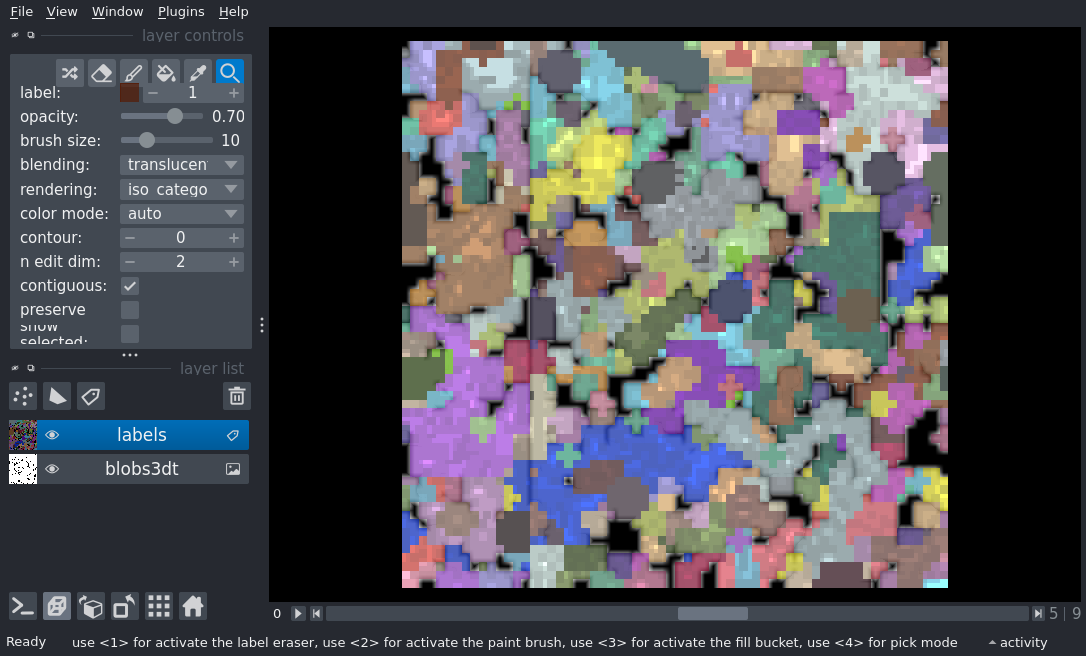 File View Window Plugins Help
layer controls
label: 1
opacity: 0.70
brush size: 10
blending: translucen
rendering: iso_catego
color mode: auto
contour: 0
n edit dim: 2
contiguous:
preserve
show
selected:
layer list
labels
blobs3dt
0 5 | 9
Ready use <1> for activate the label eraser, use <2> for activate the paint brush, use <3> for activate the fill bucket, use <4> for pick mode activity